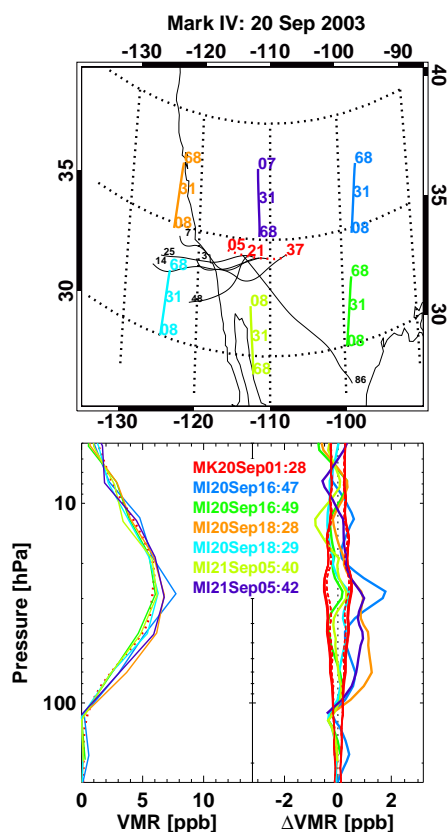 Mark IV: 20 Sep 2003
-130 -120 -110 -100 -90
40
35
30
35
30
68 07 68
31 31 31
08 68 08
7
05 21 37
25 3
14
68 68
31 48 08 31
08 31 08
68 86
-130 -120 -110 -100
Pressure [hPa]
10
100
MK20Sep01:28
MI20Sep16:47
MI20Sep16:49
MI20Sep18:28
MI20Sep18:29
MI21Sep05:40
MI21Sep05:42
0 5 10
-2 0 2
VMR [ppb]
ΔVMR [ppb]